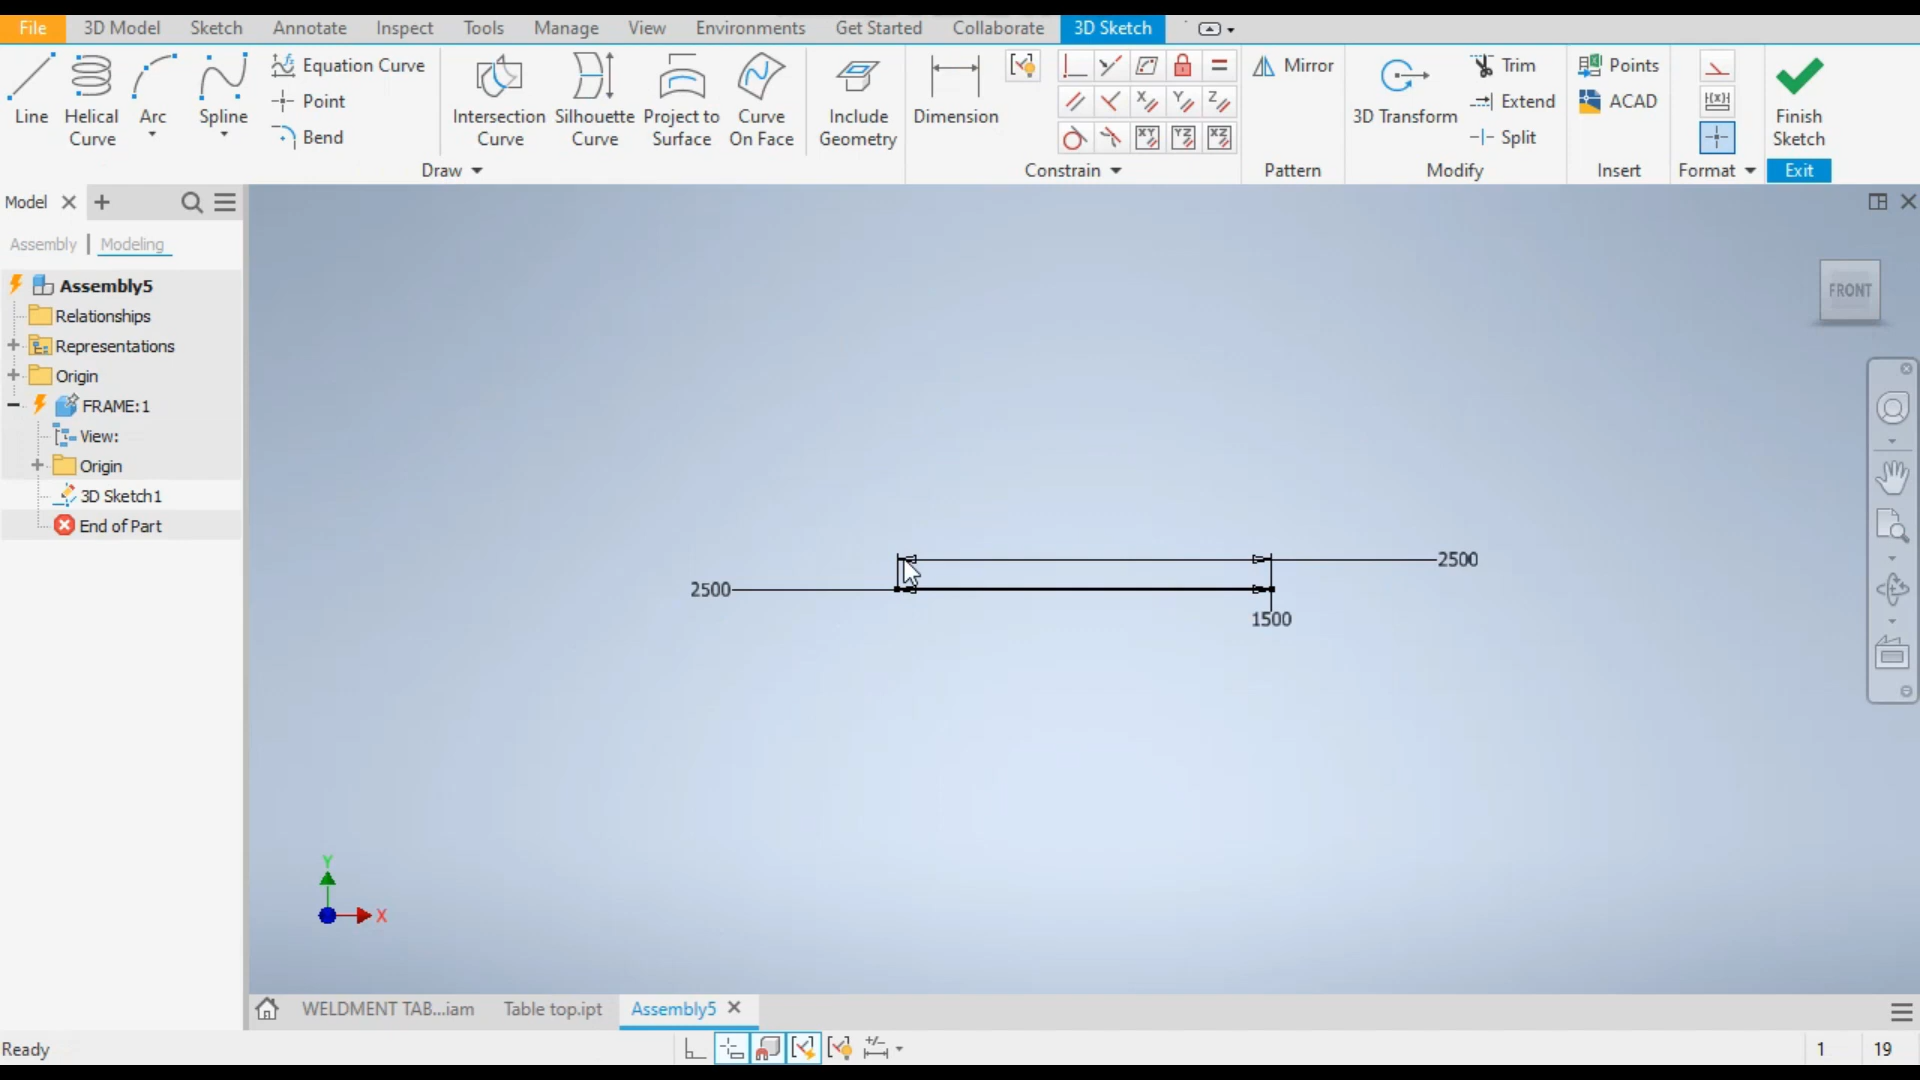 File 3D Model Sketch Annotate Inspect Tools Manage View Environments Get Started Collaborate 3D Sketch
Line
Helical Curve
Arc
Spline
Equation Curve
Point
Bend
Intersection Curve
Silhouette Curve
Project to Surface
Curve On Face
Include Geometry
Dimension
Mirror
3D Transform
Trim
Extend
Split
Points
ACAD
Finish Sketch
Draw
Constrain
Pattern
Modify
Insert
Format
Exit
Model
Assembly | Modeling
Assembly5
Relationships
Representations
Origin
FRAME:1
View:
Origin
3D Sketch1
End of Part
FRONT
2500
2500
1500
Y
X
WELDMENT TAB...iam Table top.ipt Assembly5
Ready
1 19